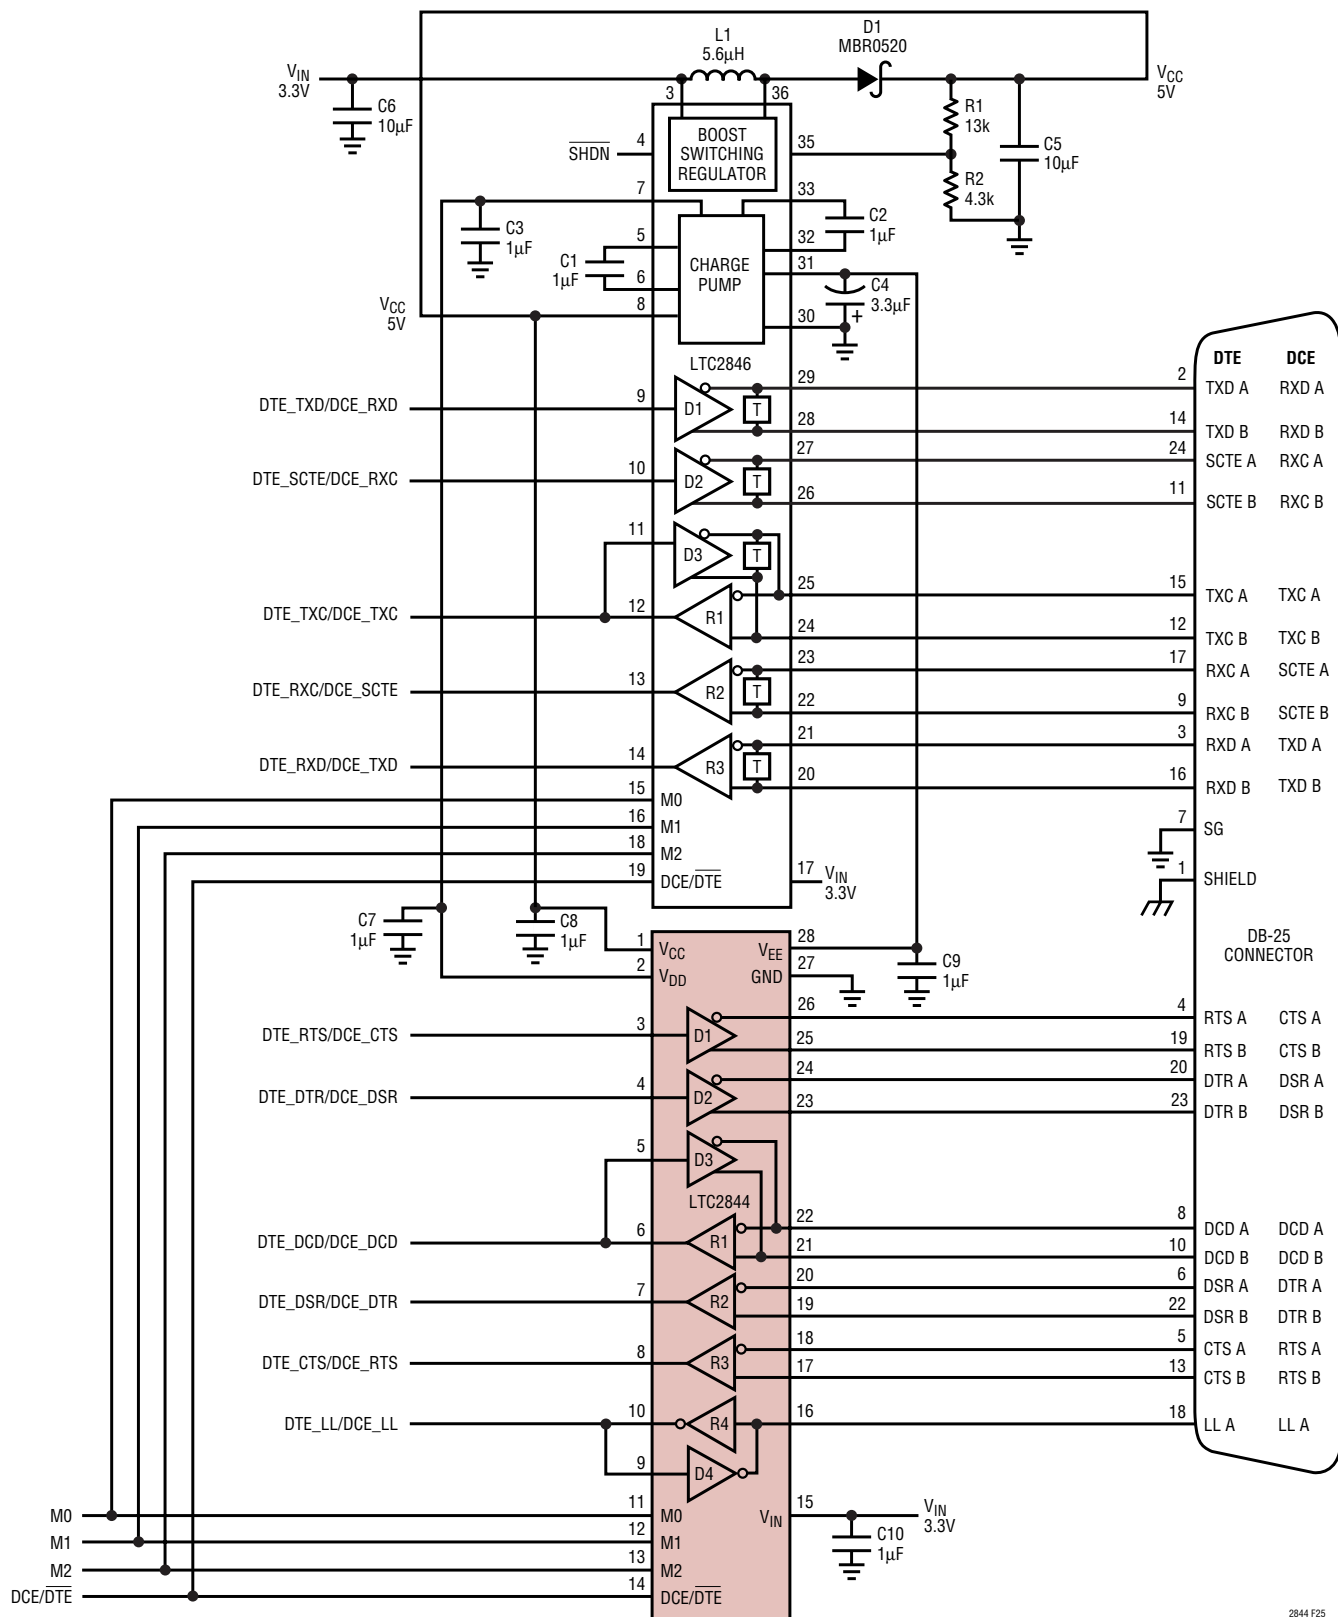 D1
MBR0520
L1
5.6µH
VIN
3.3V
C6
10µF
3
36
VCC
5V
R1
13k
C5
10µF
R2
4.3k
4
SHDN
BOOST
SWITCHING
REGULATOR
35
7
33
C3
1µF
5
C1
1µF
6
CHARGE
PUMP
C2
1µF
32
31
C4
3.3µF
+
VCC
5V
8
30
LTC2846
DTE DCE
DTE_TXD/DCE_RXD
9
D1
T
29
2
TXD A RXD A
28
14
TXD B RXD B
DTE_SCTE/DCE_RXC
10
D2
T
27
24
SCTE A RXC A
26
11
SCTE B RXC B
11
D3
T
DTE_TXC/DCE_TXC
12
R1
25
15
TXC A TXC A
24
12
TXC B TXC B
DTE_RXC/DCE_SCTE
13
R2
T
23
17
RXC A SCTE A
22
9
RXC B SCTE B
DTE_RXD/DCE_TXD
14
R3
T
21
3
RXD A TXD A
20
16
RXD B TXD B
15
M0
16
M1
18
M2
19
DCE/DTE
17
VIN
3.3V
7
SG
1
SHIELD
DB-25
CONNECTOR
C7
1µF
C8
1µF
1
VCC
2
VDD
VEE
28
GND
27
C9
1µF
DTE_RTS/DCE_CTS
3
D1
26
4
RTS A CTS A
25
19
RTS B CTS B
DTE_DTR/DCE_DSR
4
D2
24
20
DTR A DSR A
23
23
DTR B DSR B
5
D3
LTC2844
DTE_DCD/DCE_DCD
6
R1
22
8
DCD A DCD A
21
10
DCD B DCD B
DTE_DSR/DCE_DTR
7
R2
20
6
DSR A DTR A
19
22
DSR B DTR B
DTE_CTS/DCE_RTS
8
R3
18
5
CTS A RTS A
17
13
CTS B RTS B
DTE_LL/DCE_LL
10
R4
16
18
LL A LL A
9
D4
M0
11
M0
VIN
15
VIN
3.3V
C10
1µF
M1
12
M1
M2
13
M2
DCE/DTE
14
DCE/DTE
2844 F25